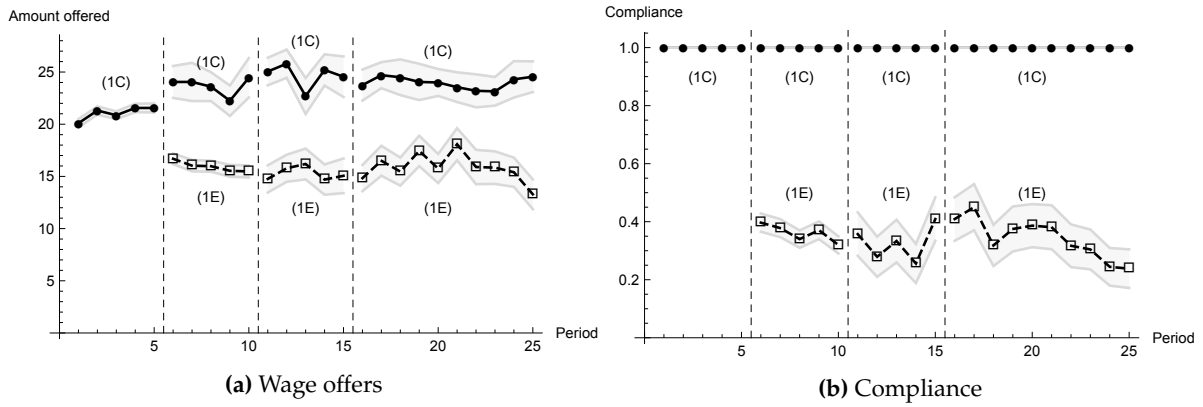 Amount offered
(1C)
(1C)
(1C)
(1C)
(1E)
(1E)
(1E)
25
20
15
10
5
5
10
15
20
25
Period
(a) Wage offers
Compliance
1.0
0.8
0.6
0.4
0.2
(1C)
(1C)
(1C)
(1C)
(1E)
(1E)
(1E)
5
10
15
20
25
Period
(b) Compliance